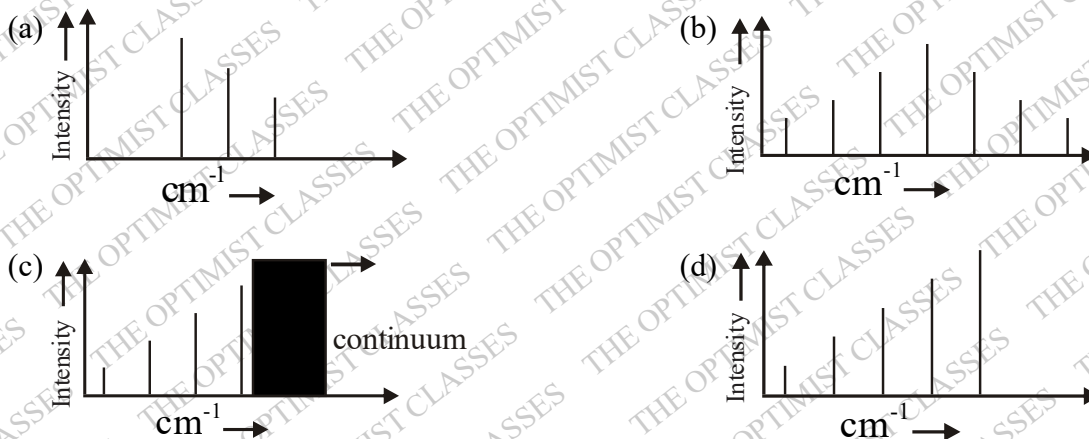 (a)
Intensity
cm⁻¹
(b)
Intensity
cm⁻¹
(c)
Intensity
continuum
cm⁻¹
(d)
Intensity
cm⁻¹
THE OPTIMIST CLASSES